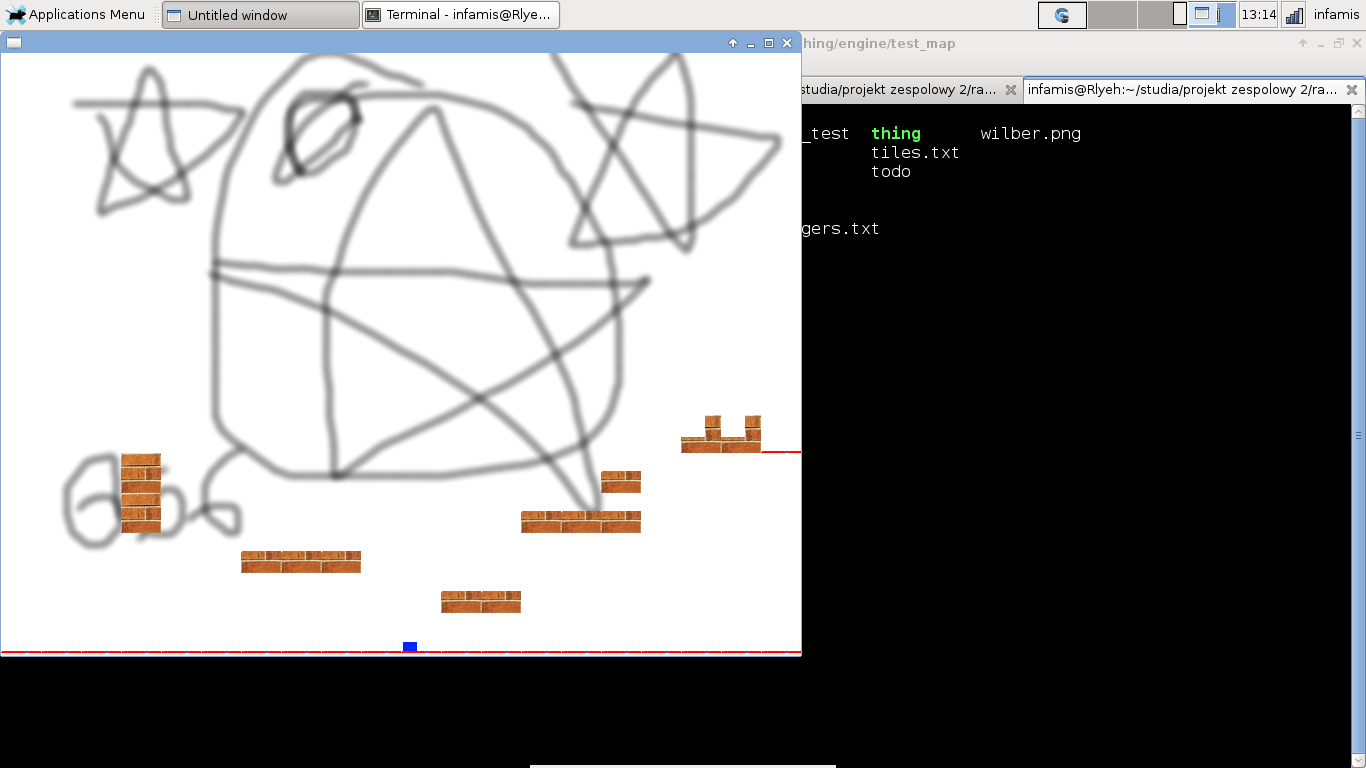 Applications Menu
Untitled window
Terminal - infamis@Rlye...
13:14
infamis
hing/engine/test_map
studia/projekt zespolowy 2/ra...
infamis@Rlyeh:~/studia/projekt zespolowy 2/ra...
_test thing wilber.png
tiles.txt
todo
gers.txt